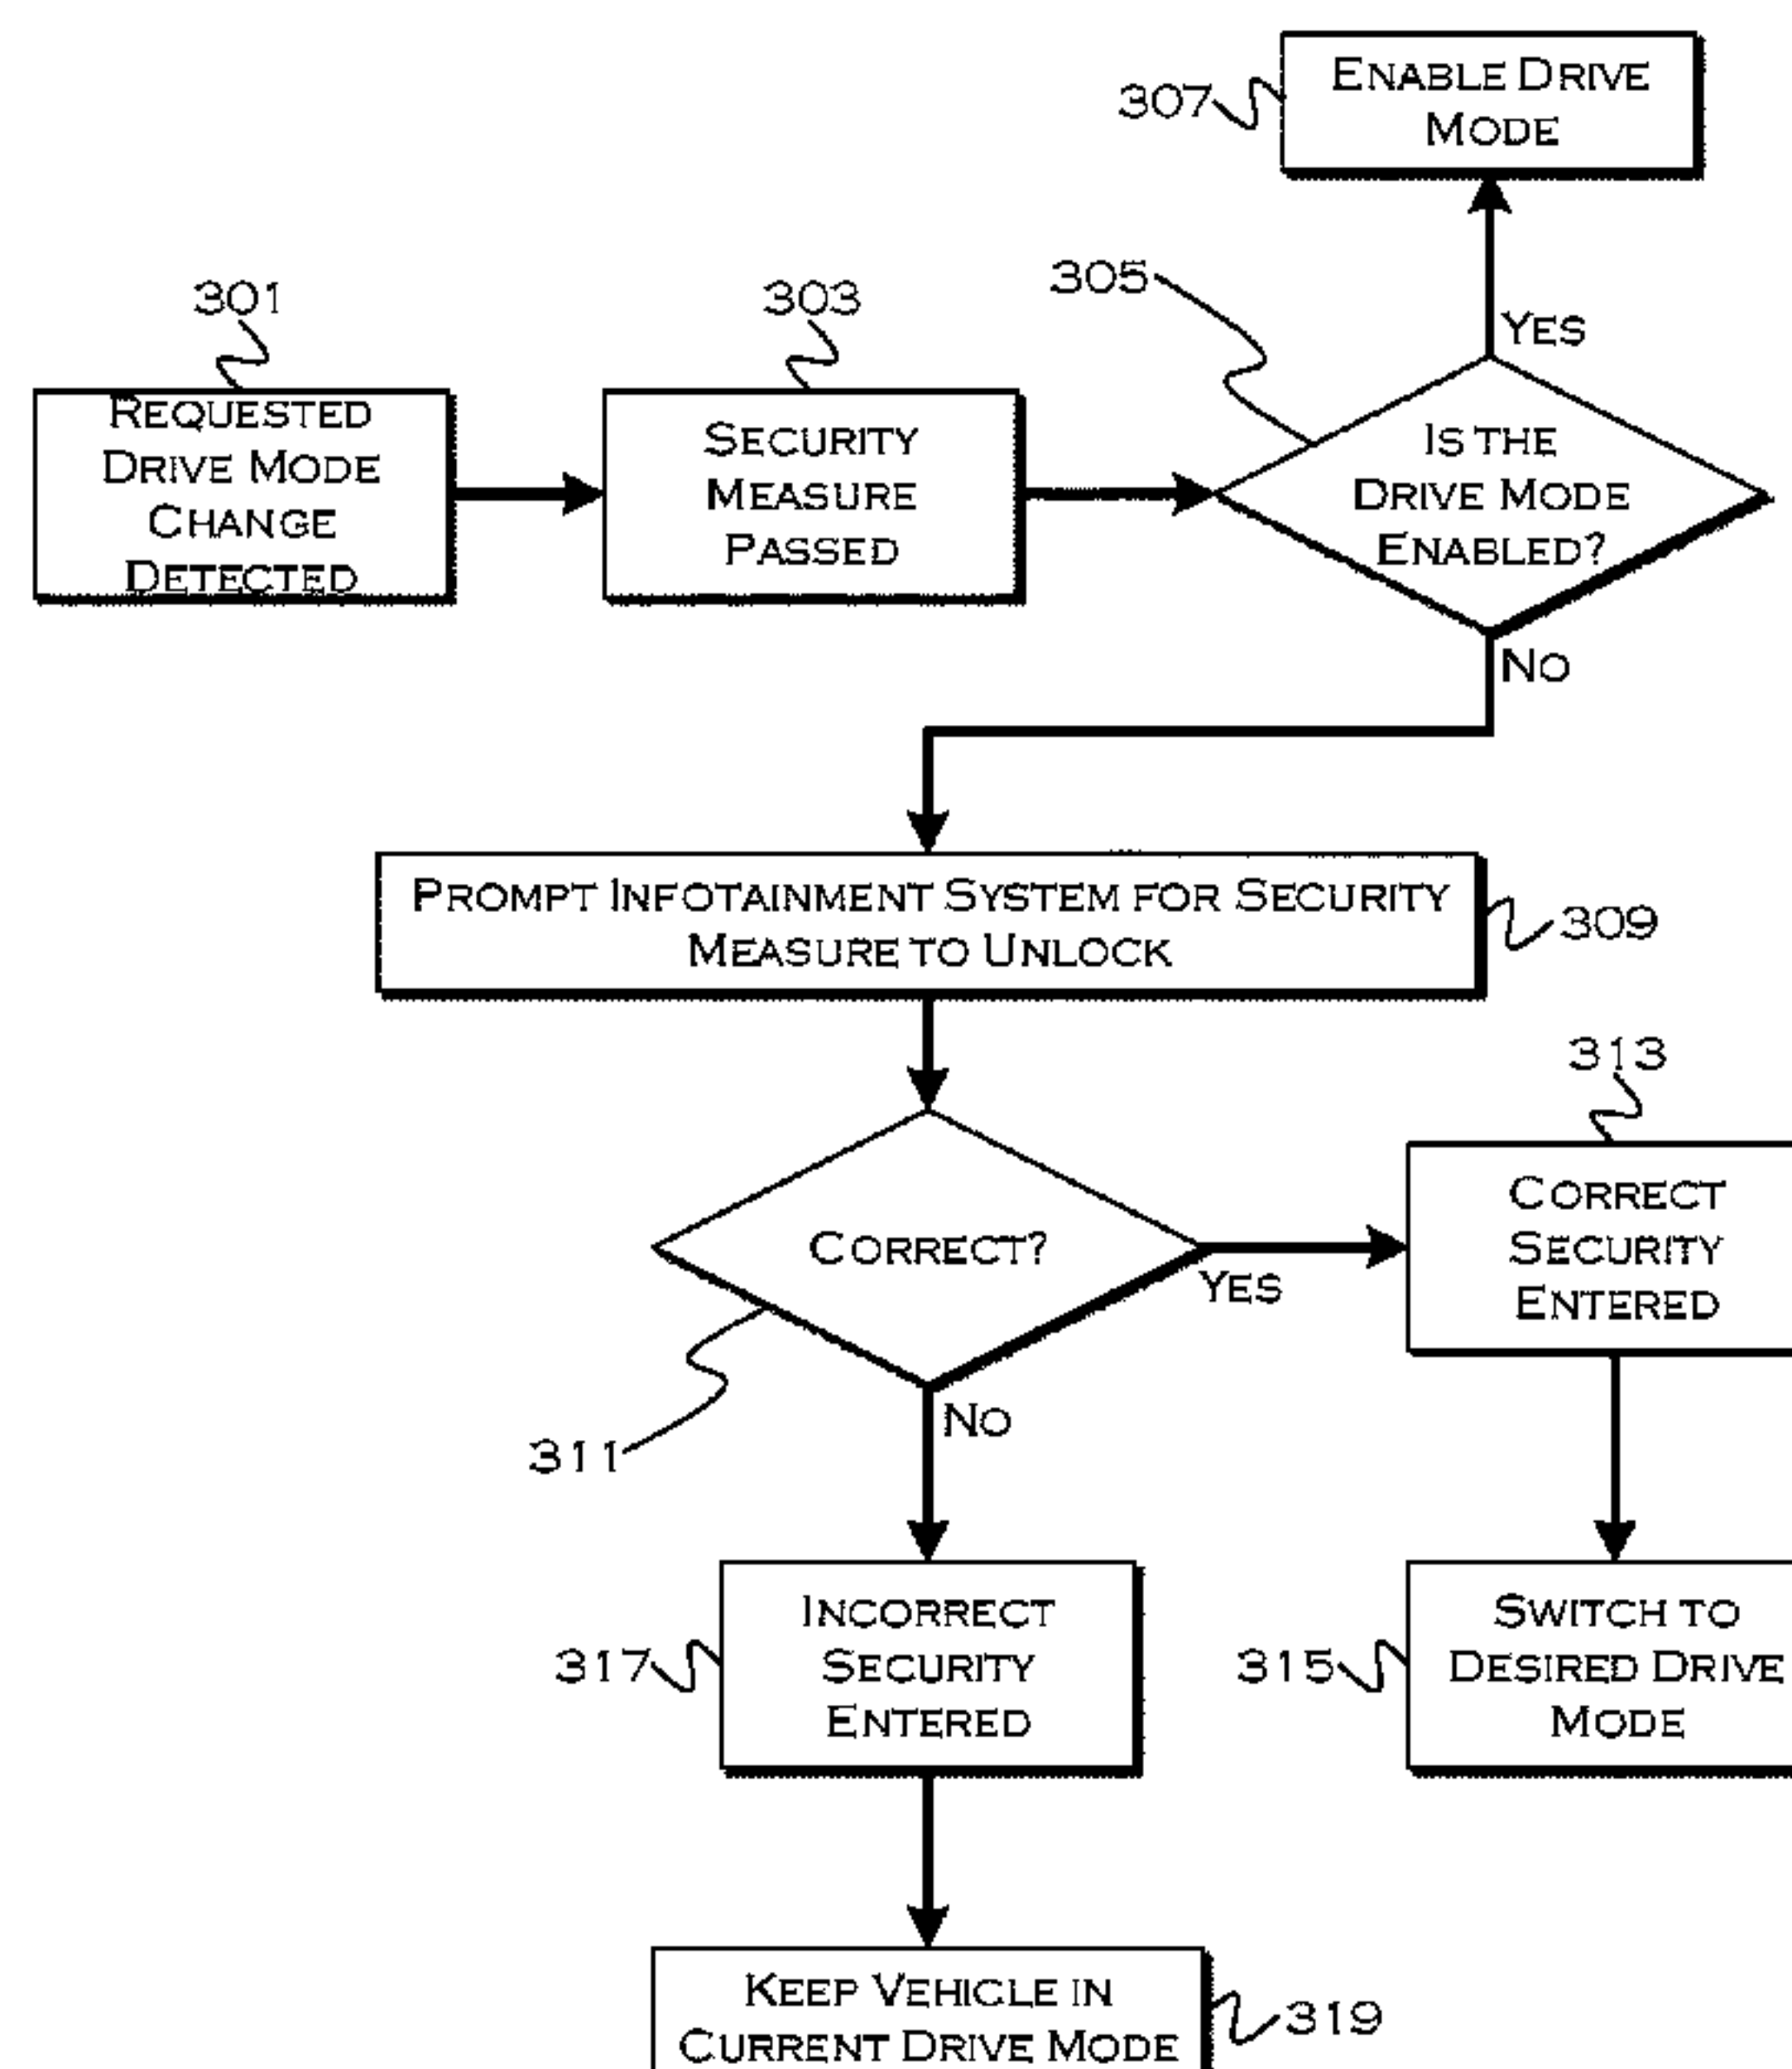 307
ENABLE DRIVE
MODE
301
303
305
YES
REQUESTED
DRIVE MODE
CHANGE
DETECTED
SECURITY
MEASURE
PASSED
IS THE
DRIVE MODE
ENABLED?
NO
PROMPT INFOTAINMENT SYSTEM FOR SECURITY
MEASURE TO UNLOCK
309
313
CORRECT?
YES
CORRECT
SECURITY
ENTERED
311
NO
317
INCORRECT
SECURITY
ENTERED
315
SWITCH TO
DESIRED DRIVE
MODE
KEEP VEHICLE IN
CURRENT DRIVE MODE
319